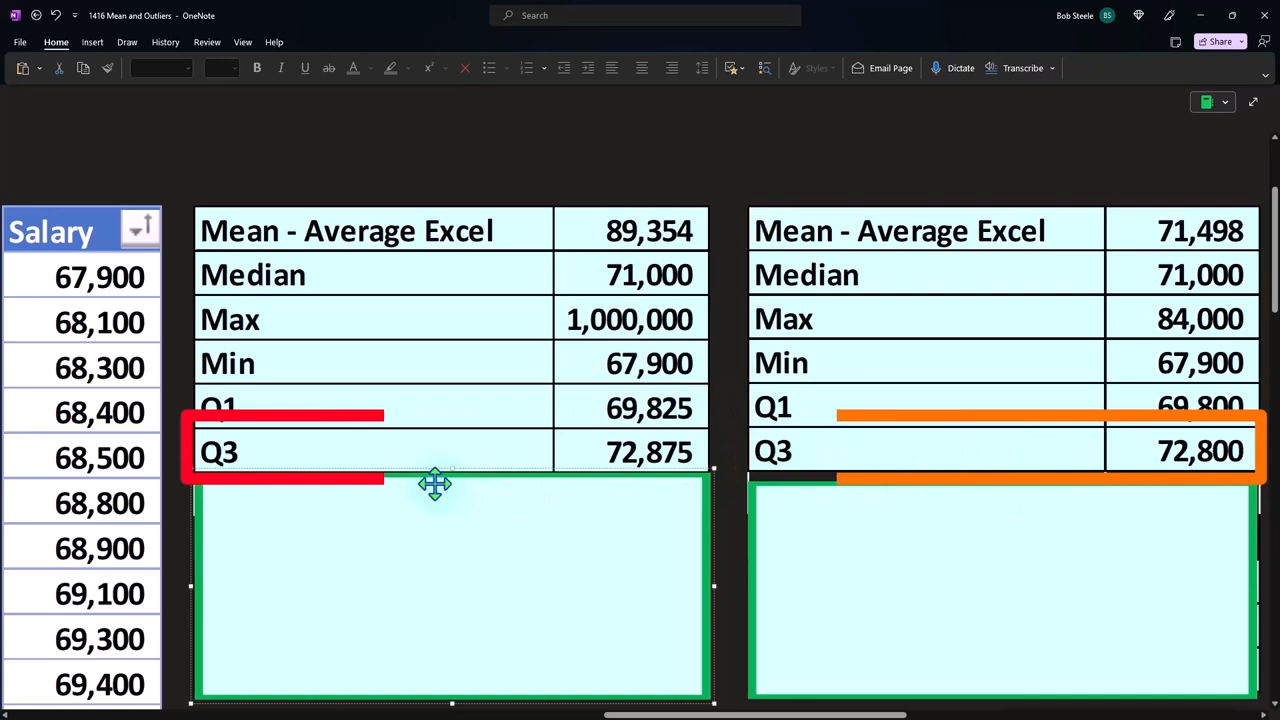 1416 Mean and Outliers - OneNote
Search
Bob Steele BS
File Home Insert Draw History Review View Help
Share
Email Page Dictate Transcribe
Styles
Salary
67,900
68,100
68,300
68,400
68,500
68,800
68,900
69,100
69,300
69,400
Mean - Average Excel 89,354
Median 71,000
Max 1,000,000
Min 67,900
Q1 69,825
Q3 72,875
Mean - Average Excel 71,498
Median 71,000
Max 84,000
Min 67,900
Q1 69,800
Q3 72,800